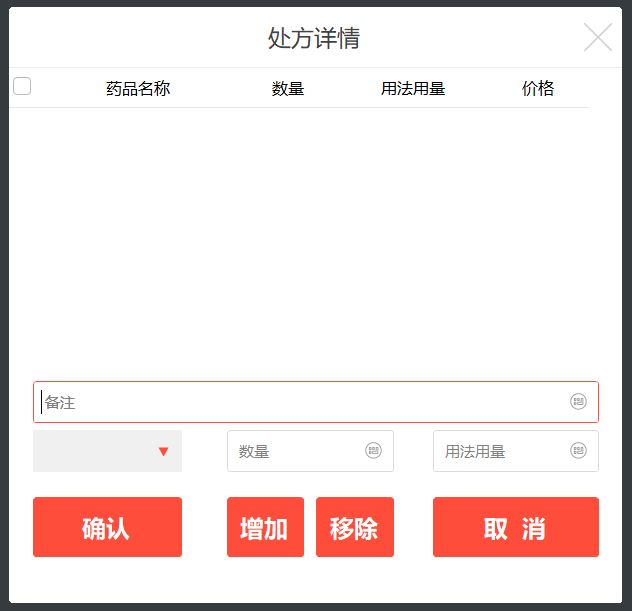 处方详情
药品名称 数量 用法用量 价格
备注
数量 用法用量
确认 增加 移除 取 消